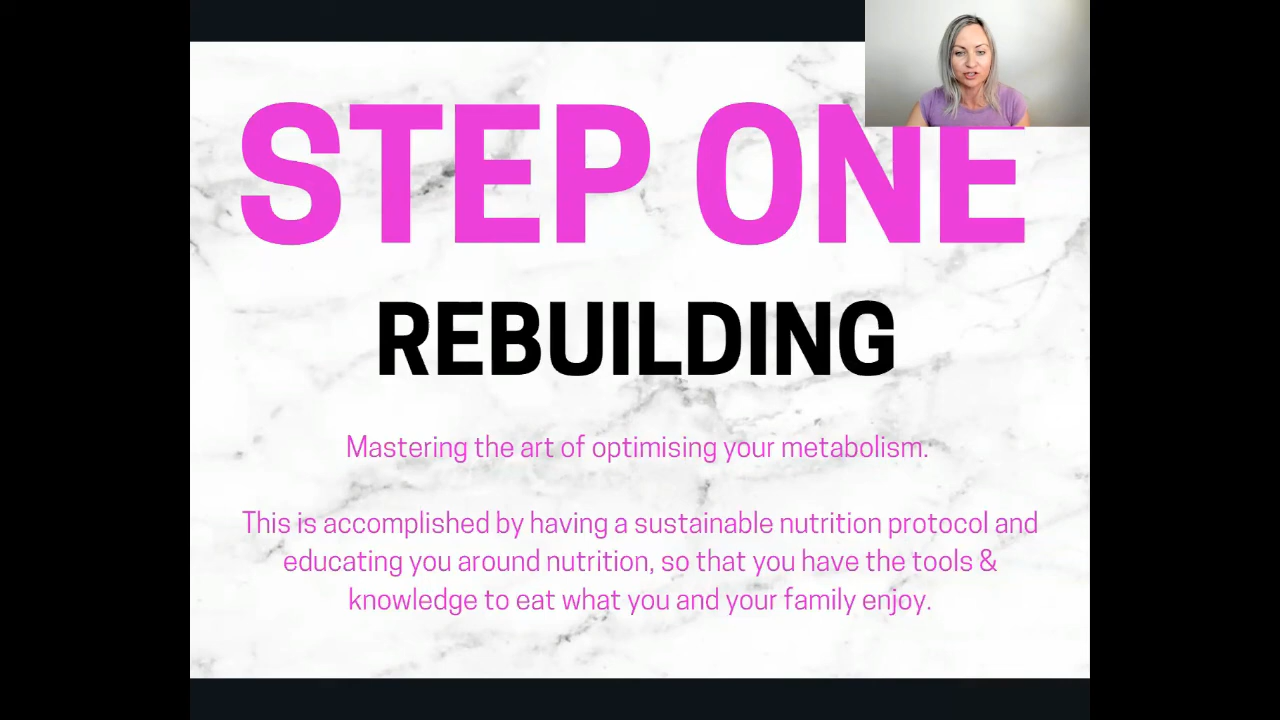 STEP ONE
REBUILDING
Mastering the art of optimising your metabolism.
This is accomplished by having a sustainable nutrition protocol and
educating you around nutrition, so that you have the tools &
knowledge to eat what you and your family enjoy.